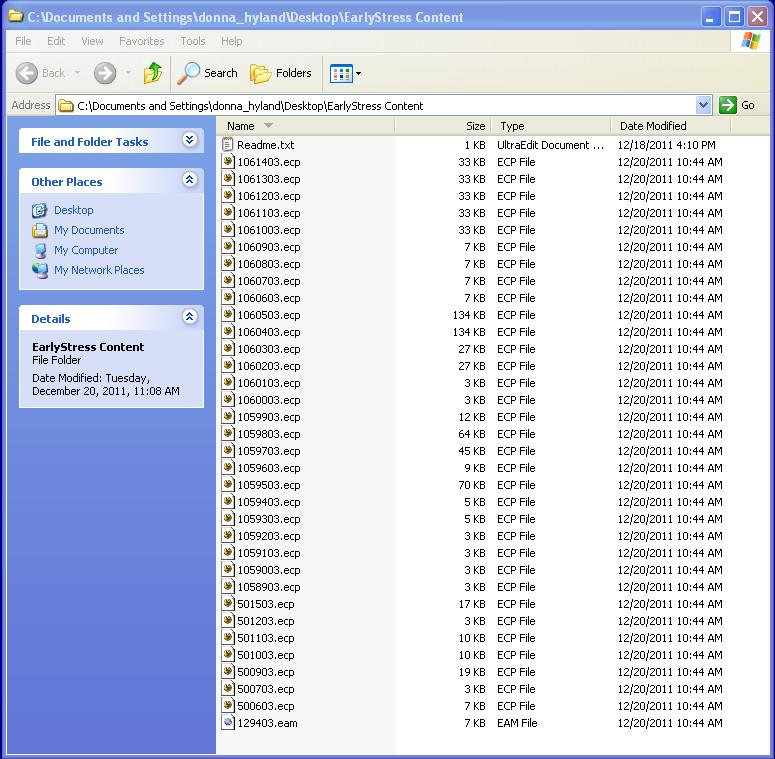 C:\Documents and Settings\donna_hyland\Desktop\EarlyStress Content
File Edit View Favorites Tools Help
Back Search Folders
Address C:\Documents and Settings\donna_hyland\Desktop\EarlyStress Content Go
File and Folder Tasks
Other Places
Desktop
My Documents
My Computer
My Network Places
Details
EarlyStress Content
File Folder
Date Modified: Tuesday,
December 20, 2011, 11:08 AM
Name Size Type Date Modified
Readme.txt 1 KB UltraEdit Document ... 12/18/2011 4:10 PM
1061403.ecp 33 KB ECP File 12/20/2011 10:44 AM
1061303.ecp 33 KB ECP File 12/20/2011 10:44 AM
1061203.ecp 33 KB ECP File 12/20/2011 10:44 AM
1061103.ecp 33 KB ECP File 12/20/2011 10:44 AM
1061003.ecp 33 KB ECP File 12/20/2011 10:44 AM
1060903.ecp 7 KB ECP File 12/20/2011 10:44 AM
1060803.ecp 7 KB ECP File 12/20/2011 10:44 AM
1060703.ecp 7 KB ECP File 12/20/2011 10:44 AM
1060603.ecp 7 KB ECP File 12/20/2011 10:44 AM
1060503.ecp 134 KB ECP File 12/20/2011 10:44 AM
1060403.ecp 134 KB ECP File 12/20/2011 10:44 AM
1060303.ecp 27 KB ECP File 12/20/2011 10:44 AM
1060203.ecp 27 KB ECP File 12/20/2011 10:44 AM
1060103.ecp 3 KB ECP File 12/20/2011 10:44 AM
1060003.ecp 3 KB ECP File 12/20/2011 10:44 AM
1059903.ecp 12 KB ECP File 12/20/2011 10:44 AM
1059803.ecp 64 KB ECP File 12/20/2011 10:44 AM
1059703.ecp 45 KB ECP File 12/20/2011 10:44 AM
1059603.ecp 9 KB ECP File 12/20/2011 10:44 AM
1059503.ecp 70 KB ECP File 12/20/2011 10:44 AM
1059403.ecp 5 KB ECP File 12/20/2011 10:44 AM
1059303.ecp 5 KB ECP File 12/20/2011 10:44 AM
1059203.ecp 3 KB ECP File 12/20/2011 10:44 AM
1059103.ecp 3 KB ECP File 12/20/2011 10:44 AM
1059003.ecp 3 KB ECP File 12/20/2011 10:44 AM
1058903.ecp 3 KB ECP File 12/20/2011 10:44 AM
501503.ecp 17 KB ECP File 12/20/2011 10:44 AM
501203.ecp 3 KB ECP File 12/20/2011 10:44 AM
501103.ecp 10 KB ECP File 12/20/2011 10:44 AM
501003.ecp 10 KB ECP File 12/20/2011 10:44 AM
500903.ecp 19 KB ECP File 12/20/2011 10:44 AM
500703.ecp 3 KB ECP File 12/20/2011 10:44 AM
500603.ecp 7 KB ECP File 12/20/2011 10:44 AM
129403.eam 7 KB EAM File 12/20/2011 10:44 AM